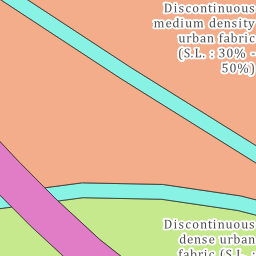 Discontinuous
medium density
urban fabric
(S.L. : 30% -
50%)
Discontinuous
dense urban
fabric (S.L. :